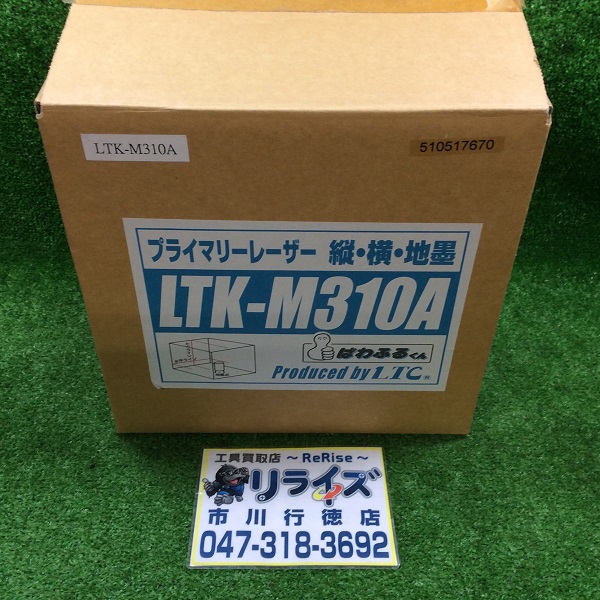 LTK-M310A
510517670
プライマリーレーザー 縦・横・地墨
LTK-M310A
ぱわふるくん
Produced by LTC®
工具買取店 ～ReRise～
リライズ
市川行徳店
047-318-3692